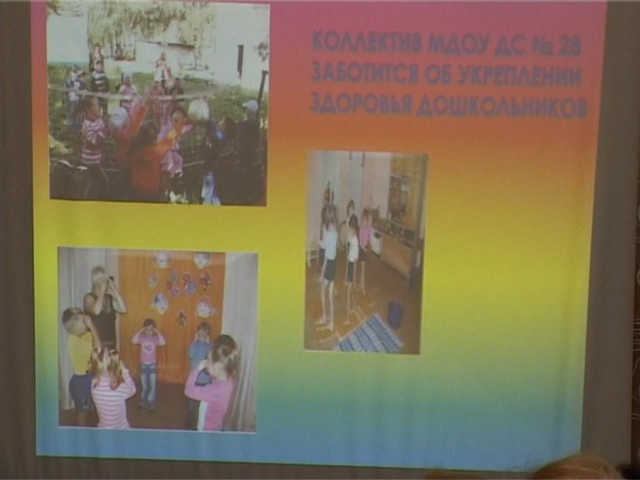 КОЛЛЕКТИВ МДОУ ДС № 28
ЗАБОТИТСЯ ОБ УКРЕПЛЕНИИ
ЗДОРОВЬЯ ДОШКОЛЬНИКОВ